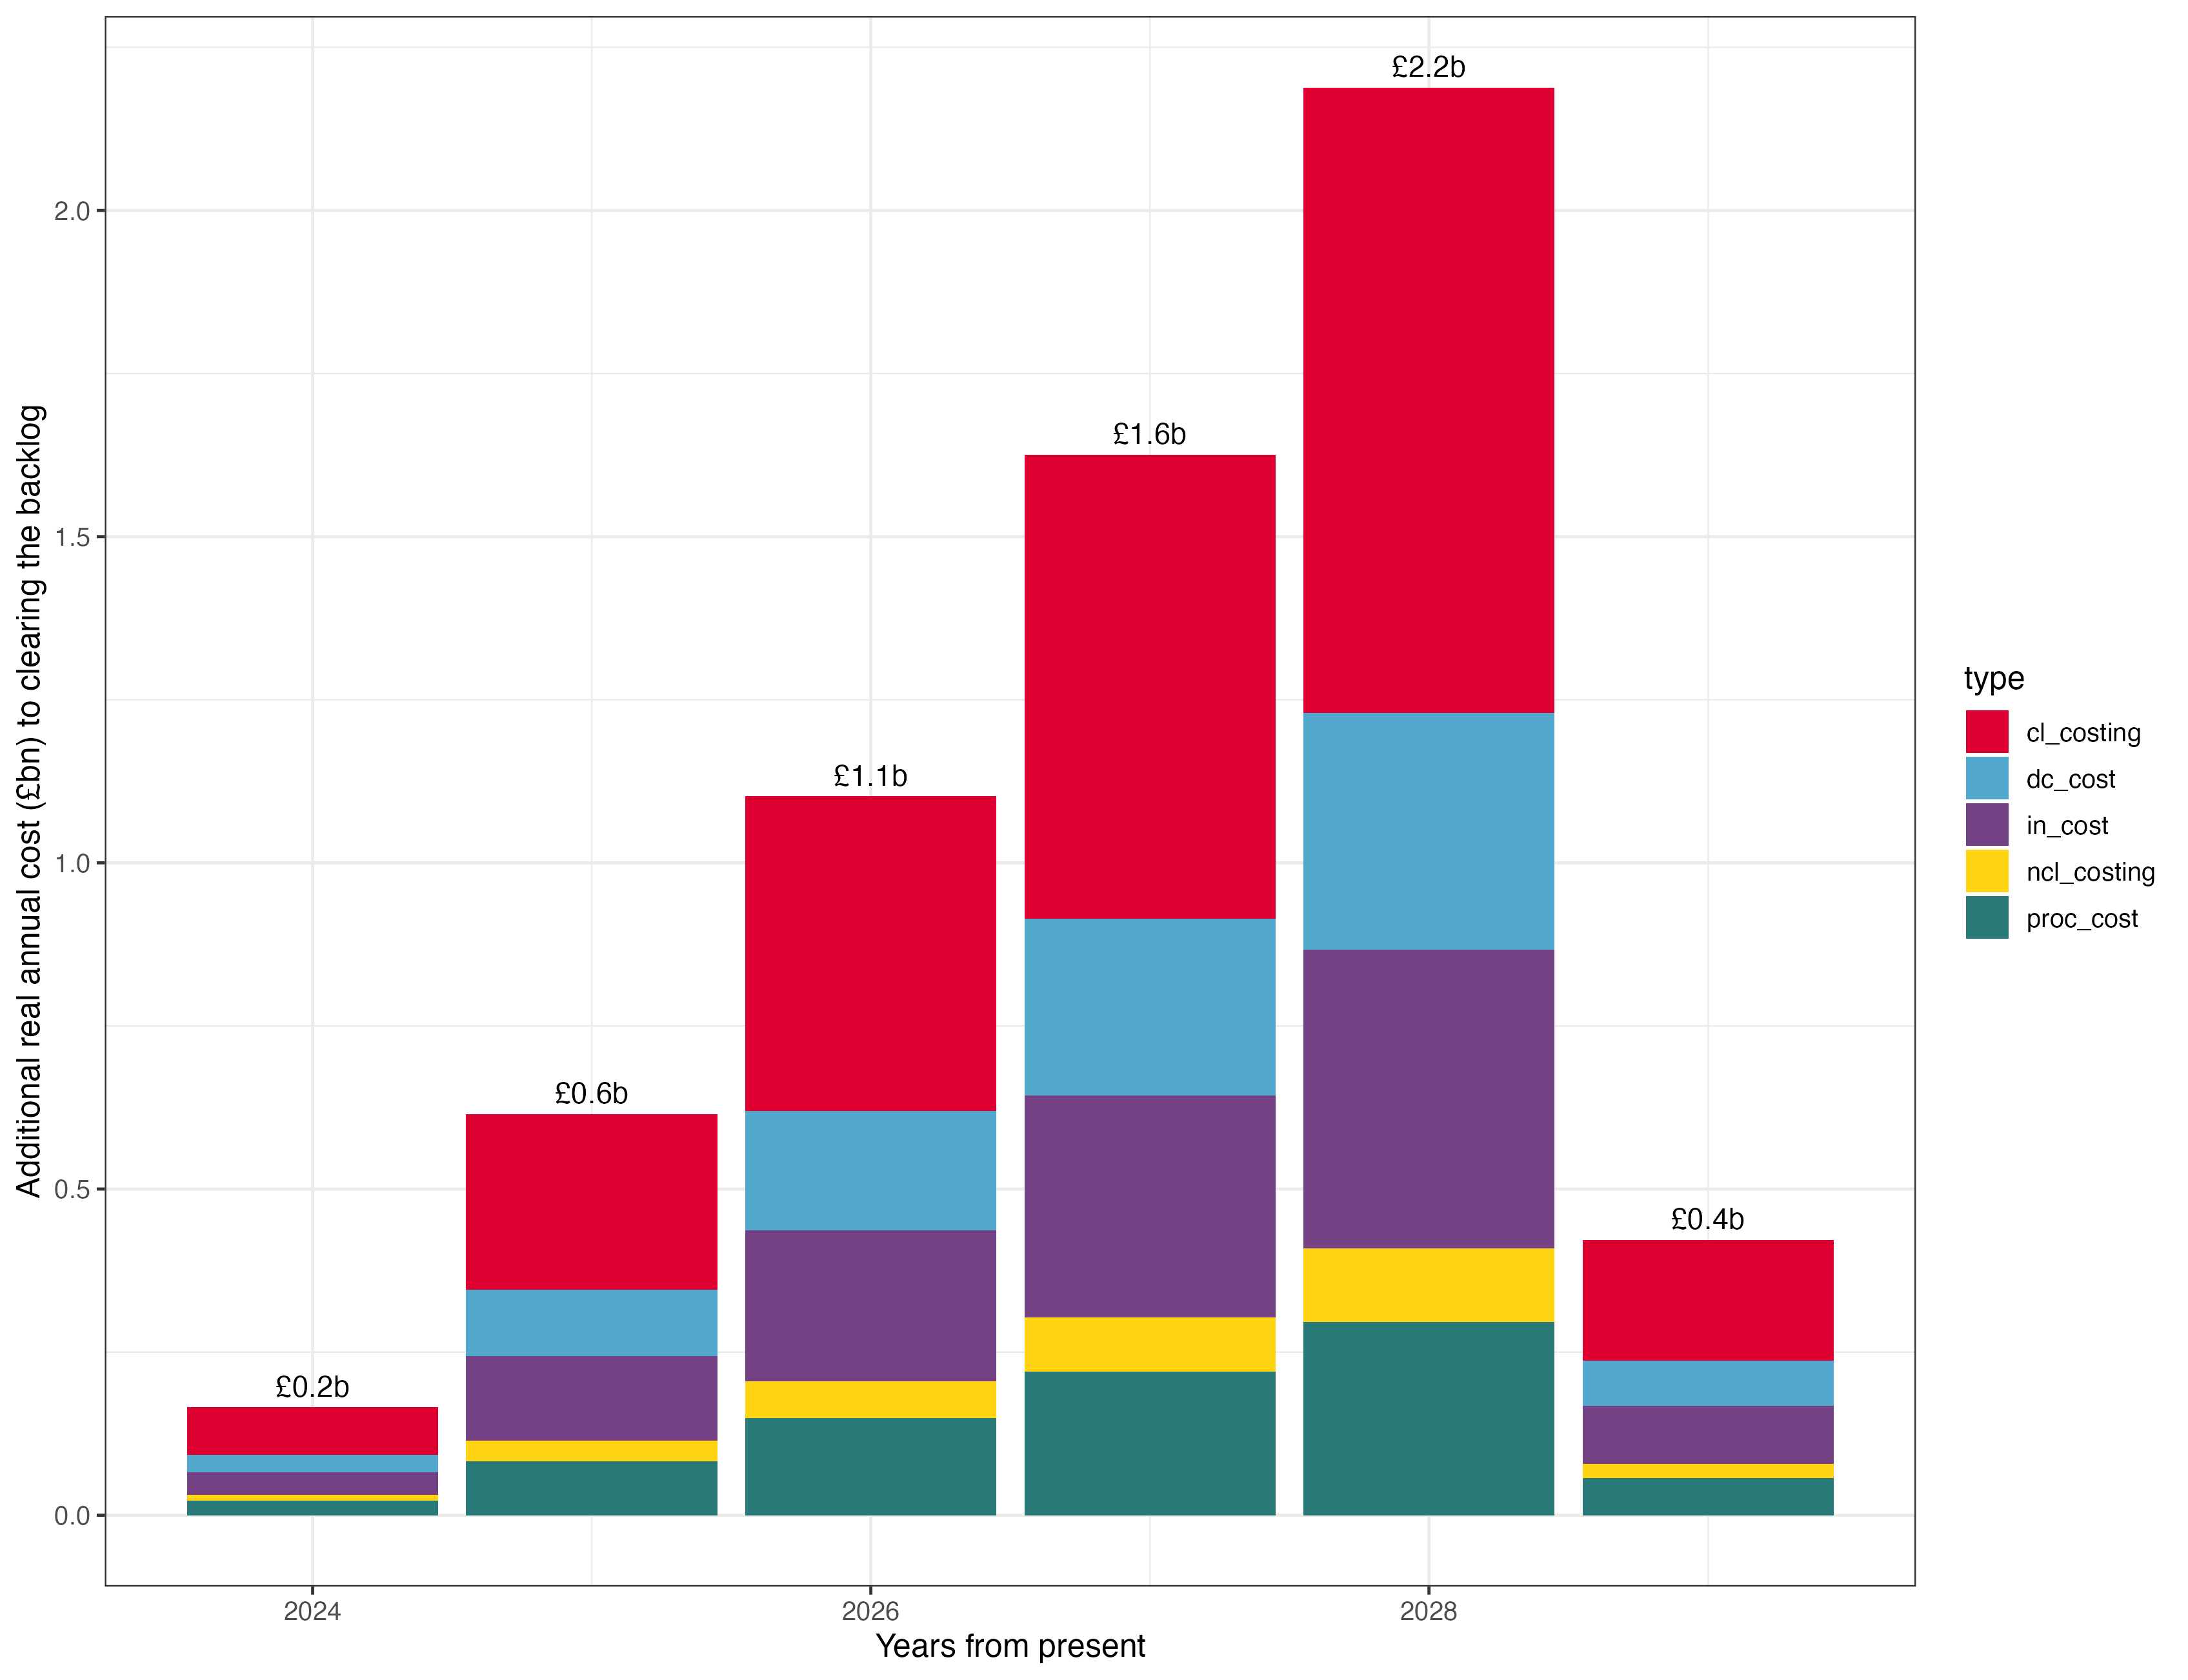 Additional real annual cost (£bn) to clearing the backlog
2.0
1.5
1.0
0.5
0.0
£0.2b
£0.6b
£1.1b
£1.6b
£2.2b
£0.4b
2024
2026
2028
Years from present
type
cl_costing
dc_cost
in_cost
ncl_costing
proc_cost